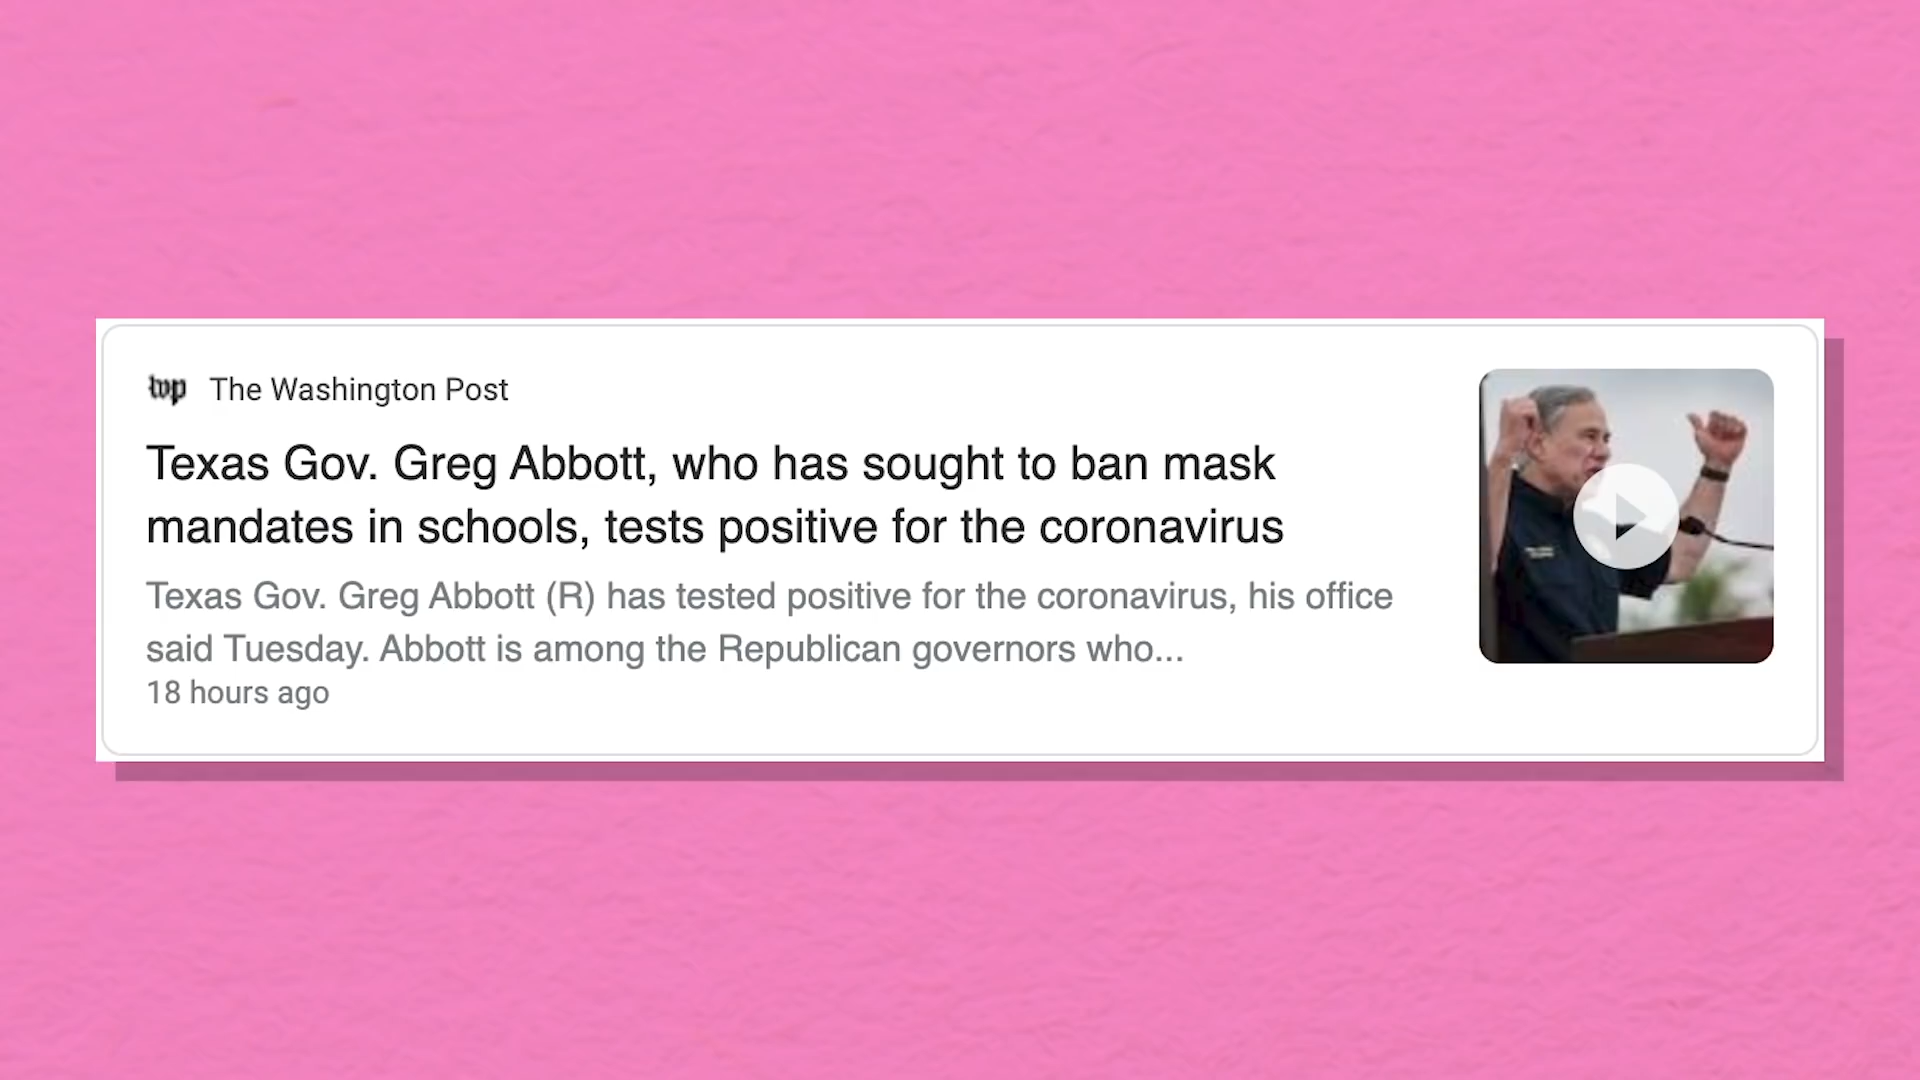 wp The Washington Post
Texas Gov. Greg Abbott, who has sought to ban mask
mandates in schools, tests positive for the coronavirus
Texas Gov. Greg Abbott (R) has tested positive for the coronavirus, his office
said Tuesday. Abbott is among the Republican governors who...
18 hours ago